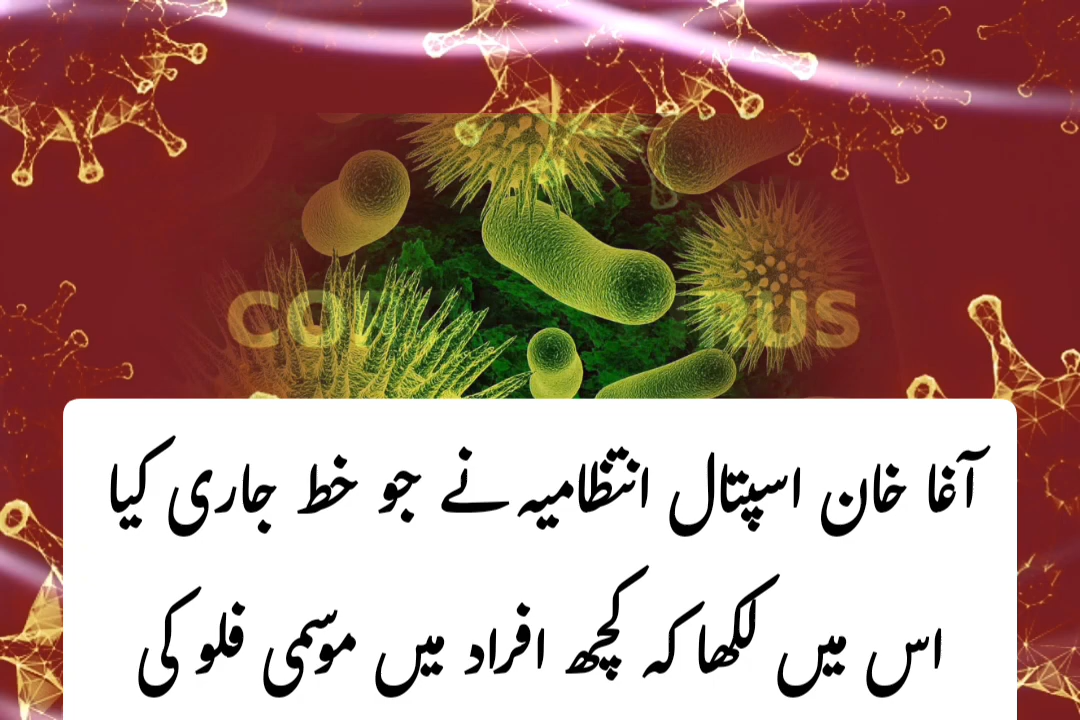 آغا خان اسپتال انتظامیہ نے جو خط جاری کیا
اس میں لکھا کہ کچھ افراد میں موسمی فلو کی